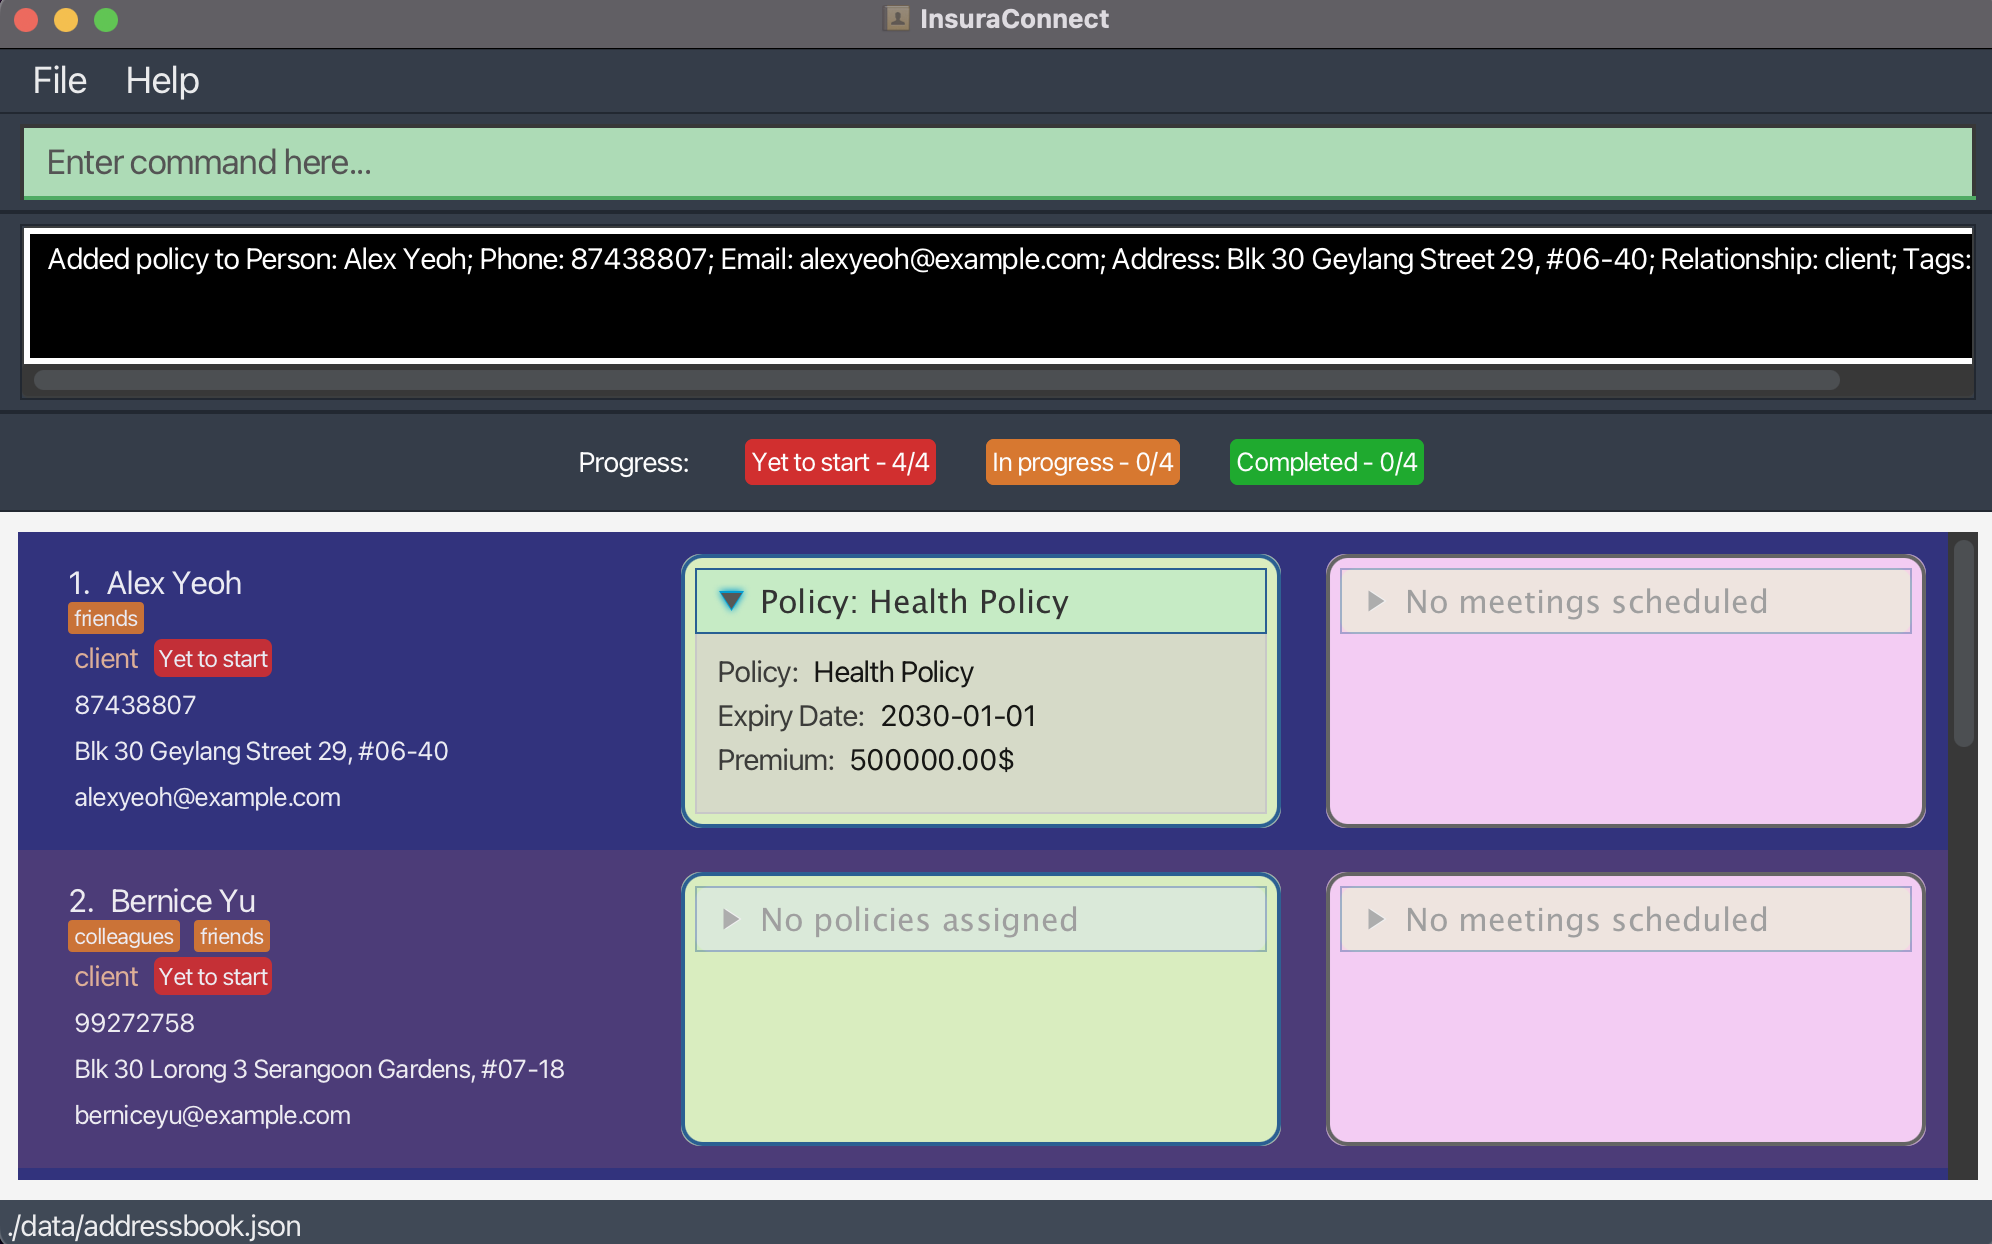 InsuraConnect
File Help
Enter command here...
Added policy to Person: Alex Yeoh; Phone: 87438807; Email: alexyeoh@example.com; Address: Blk 30 Geylang Street 29, #06-40; Relationship: client; Tags:
Progress: Yet to start - 4/4 In progress - 0/4 Completed - 0/4
1. Alex Yeoh
friends
client Yet to start
87438807
Blk 30 Geylang Street 29, #06-40
alexyeoh@example.com
Policy: Health Policy
Policy: Health Policy
Expiry Date: 2030-01-01
Premium: 500000.00$
No meetings scheduled
2. Bernice Yu
colleagues friends
client Yet to start
99272758
Blk 30 Lorong 3 Serangoon Gardens, #07-18
berniceyu@example.com
No policies assigned
No meetings scheduled
./data/addressbook.json